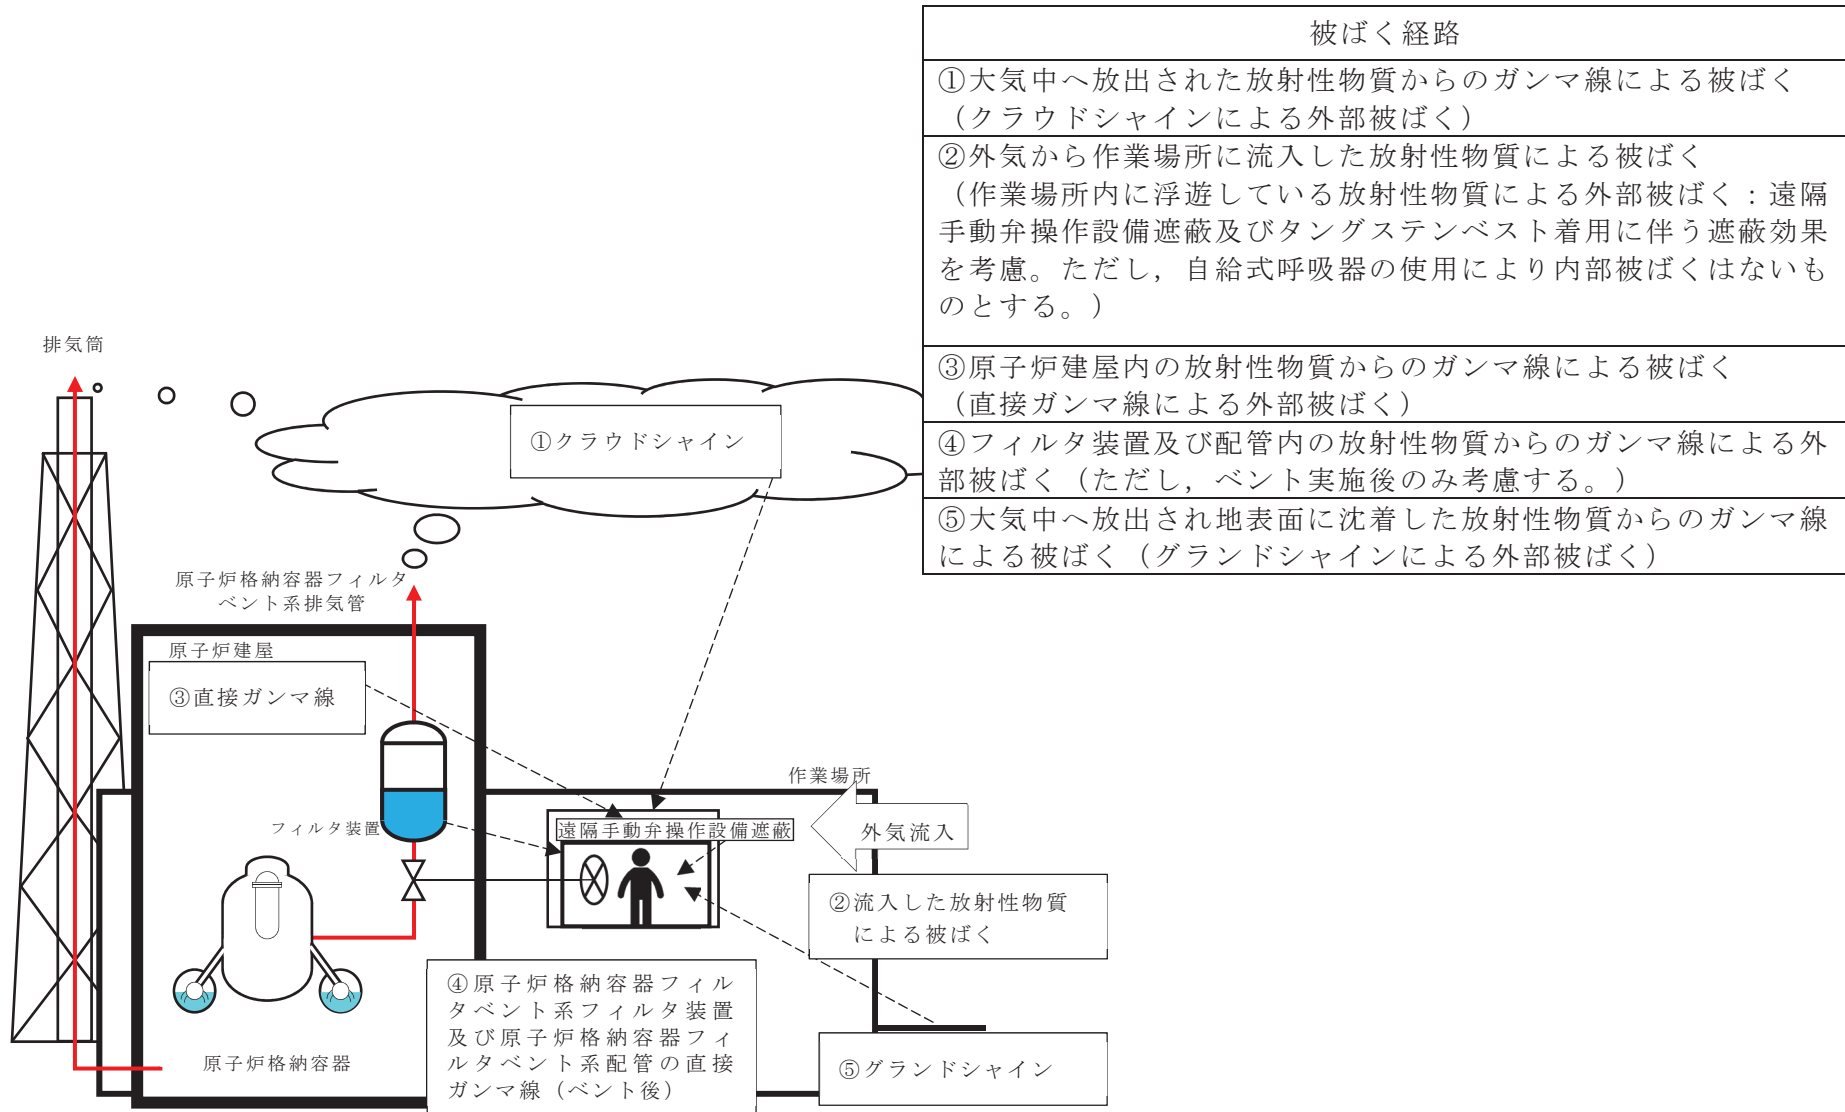 被ばく経路
①大気中へ放出された放射性物質からのガンマ線による被ばく
（クラウドシャインによる外部被ばく）
②外気から作業場所に流入した放射性物質による被ばく
（作業場所内に浮遊している放射性物質による外部被ばく：遠隔
手動弁操作設備遮蔽及びタングステンベスト着用に伴う遮蔽効果
を考慮。ただし，自給式呼吸器の使用により内部被ばくはないも
のとする。）
③原子炉建屋内の放射性物質からのガンマ線による被ばく
（直接ガンマ線による外部被ばく）
④フィルタ装置及び配管内の放射性物質からのガンマ線による外
部被ばく（ただし，ベント実施後のみ考慮する。）
⑤大気中へ放出され地表面に沈着した放射性物質からのガンマ線
による被ばく（グランドシャインによる外部被ばく）
排気筒
①クラウドシャイン
原子炉格納容器フィルタ
ベント系排気管
原子炉建屋
③直接ガンマ線
作業場所
フィルタ装置
遠隔手動弁操作設備遮蔽
外気流入
②流入した放射性物質
による被ばく
④原子炉格納容器フィル
タベント系フィルタ装置
及び原子炉格納容器フィ
ルタベント系配管の直接
ガンマ線（ベント後）
原子炉格納容器
⑤グランドシャイン